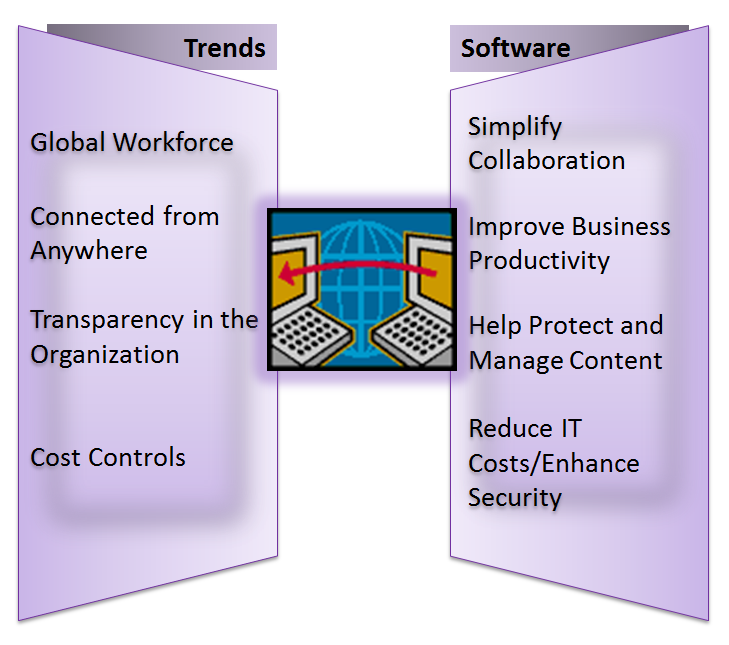 Trends
Global Workforce
Connected from
Anywhere
Transparency in the
Organization
Cost Controls
Software
Simplify
Collaboration
Improve Business
Productivity
Help Protect and
Manage Content
Reduce IT
Costs/Enhance
Security